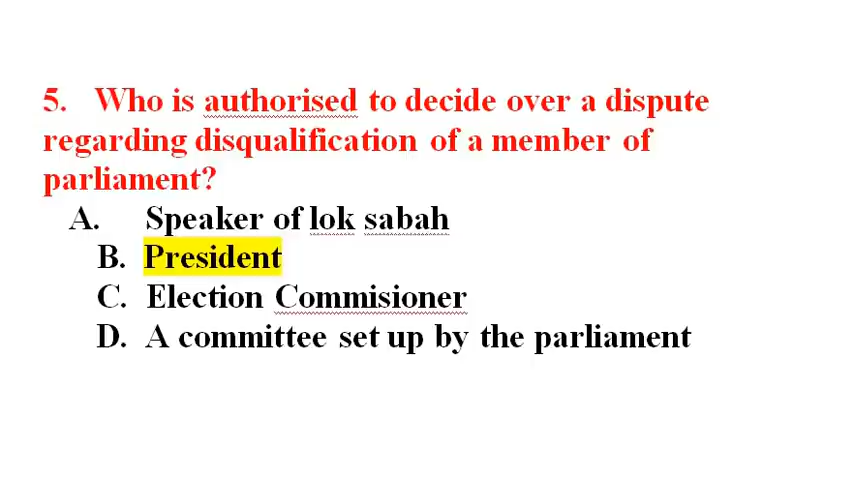 5. Who is authorised to decide over a dispute
regarding disqualification of a member of
parliament?
A. Speaker of lok sabah
B. President
C. Election Commisioner
D. A committee set up by the parliament